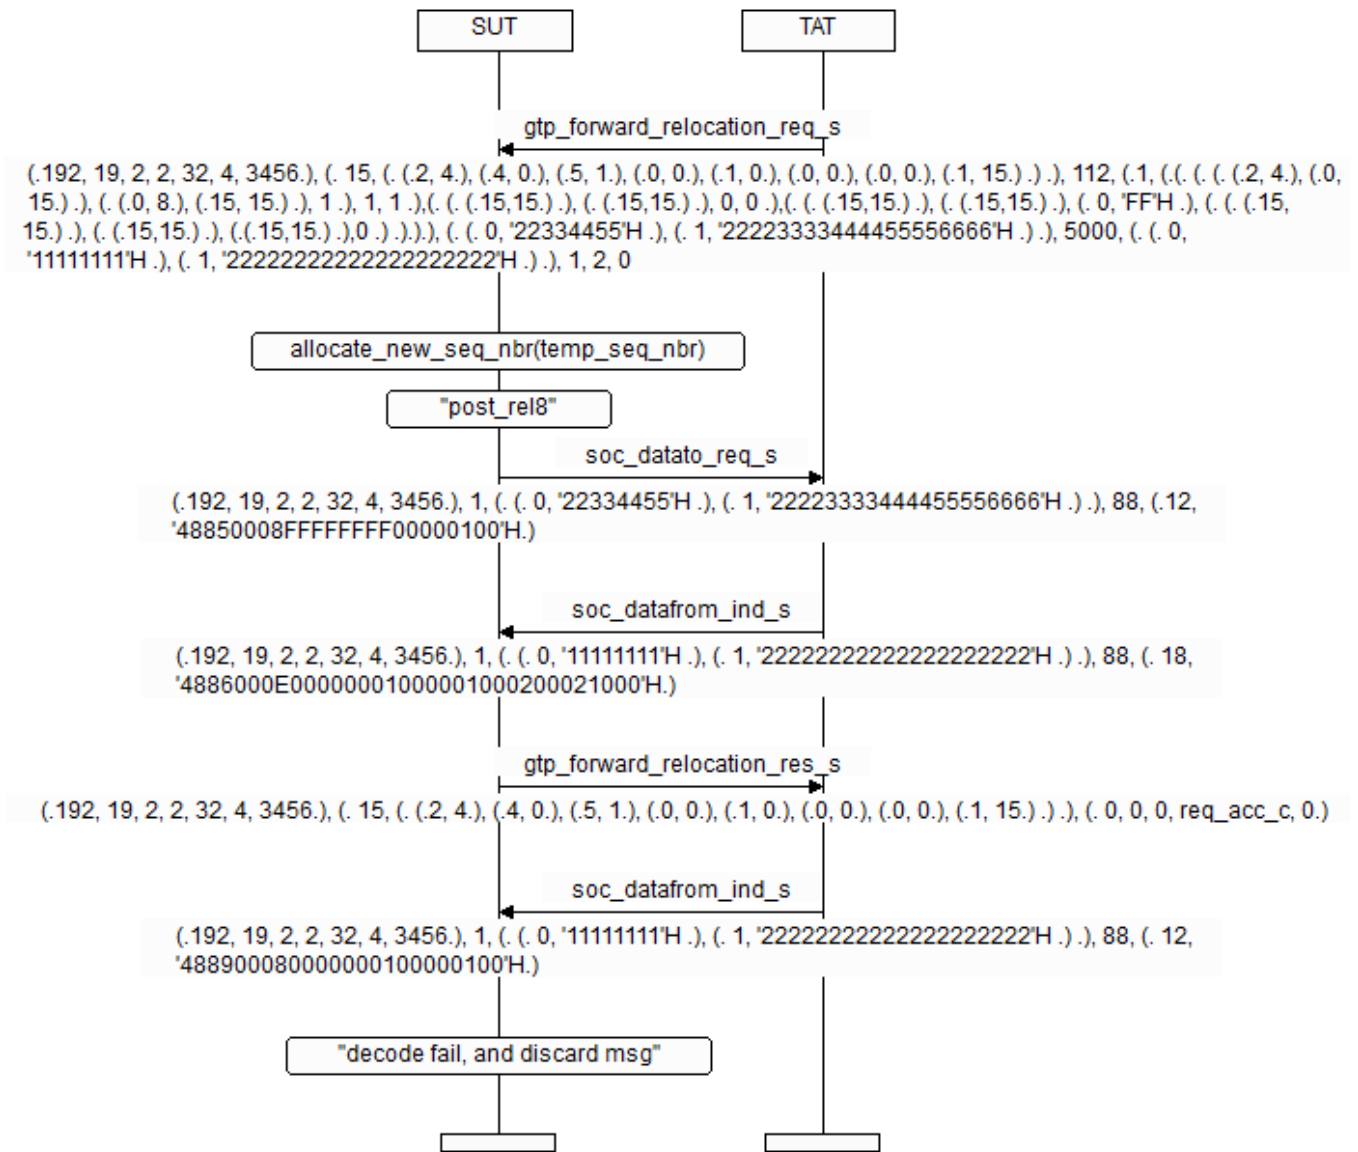 SUT TAT
gtp_forward_relocation_req_s
(.192, 19, 2, 2, 32, 4, 3456.), (. 15, (. (.2, 4.), (.4, 0.), (.5, 1.), (.0, 0.), (.1, 0.), (.0, 0.), (.0, 0.), (.1, 15.) .) .), 112, (.1, (.(. (. (. (.2, 4.), (.0,
15.) .), (. (.0, 8.), (.15, 15.) .), 1 .), 1, 1 .),(. (. (.15,15.) .), (. (.15,15.) .), 0, 0 .),(. (. (.15,15.) .), (. (.15,15.) .), (. 0, 'FF'H .), (. (. (.15,
15.) .), (. (.15,15.) .), ((.15,15.) .),0 .) .).).), (. (. 0, '22334455'H .), (. 1, '22223333444455556666'H .) .), 5000, (. (. 0,
'11111111'H .), (. 1, '22222222222222222222'H .) .), 1, 2, 0
allocate_new_seq_nbr(temp_seq_nbr)
"post_rel8"
soc_datato_req_s
(.192, 19, 2, 2, 32, 4, 3456.), 1, (. (. 0, '22334455'H .), (. 1, '22223333444455556666'H .) .), 88, (.12,
'48850008FFFFFFFF00000100'H.)
soc_datafrom_ind_s
(.192, 19, 2, 2, 32, 4, 3456.), 1, (. (. 0, '11111111'H .), (. 1, '22222222222222222222'H .) .), 88, (. 18,
'4886000E00000001000001000200021000'H.)
gtp_forward_relocation_res_s
(.192, 19, 2, 2, 32, 4, 3456.), (. 15, (. (.2, 4.), (.4, 0.), (.5, 1.), (.0, 0.), (.1, 0.), (.0, 0.), (.0, 0.), (.1, 15.) .) .), (. 0, 0, 0, req_acc_c, 0.)
soc_datafrom_ind_s
(.192, 19, 2, 2, 32, 4, 3456.), 1, (. (. 0, '11111111'H .), (. 1, '22222222222222222222'H .) .), 88, (. 12,
'488900080000000100000100'H.)
"decode fail, and discard msg"